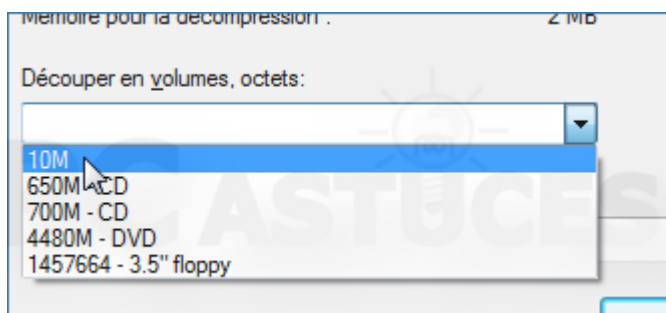 Mémoire pour la décompression : 2 MB
Découper en volumes, octets:
10M
650M - CD
700M - CD
4480M - DVD
1457664 - 3.5" floppy
PC ASTUCES